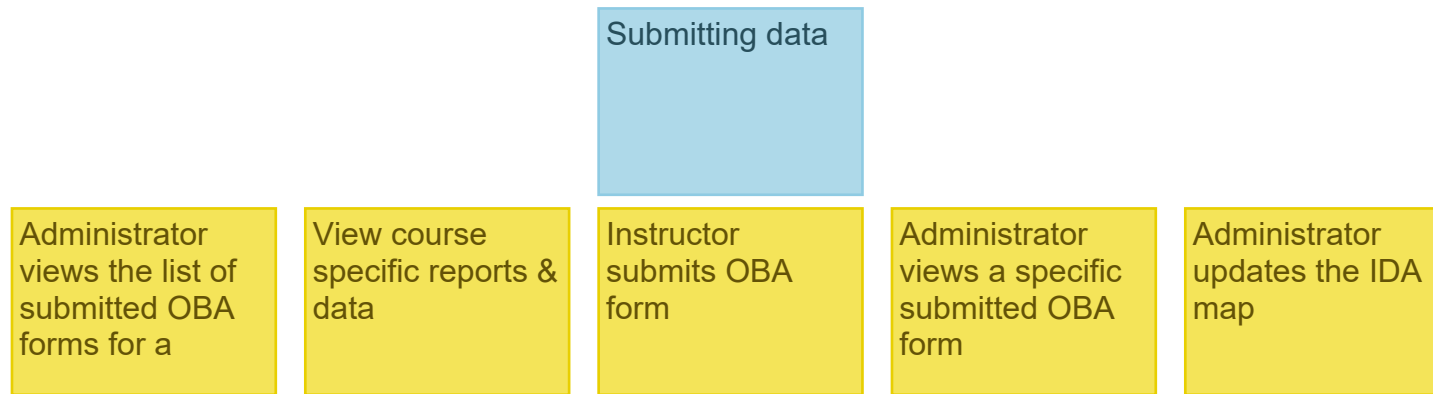 Submitting data
Administrator
views the list of
submitted OBA
forms for a
View course
specific reports &
data
Instructor
submits OBA
form
Administrator
views a specific
submitted OBA
form
Administrator
updates the IDA
map